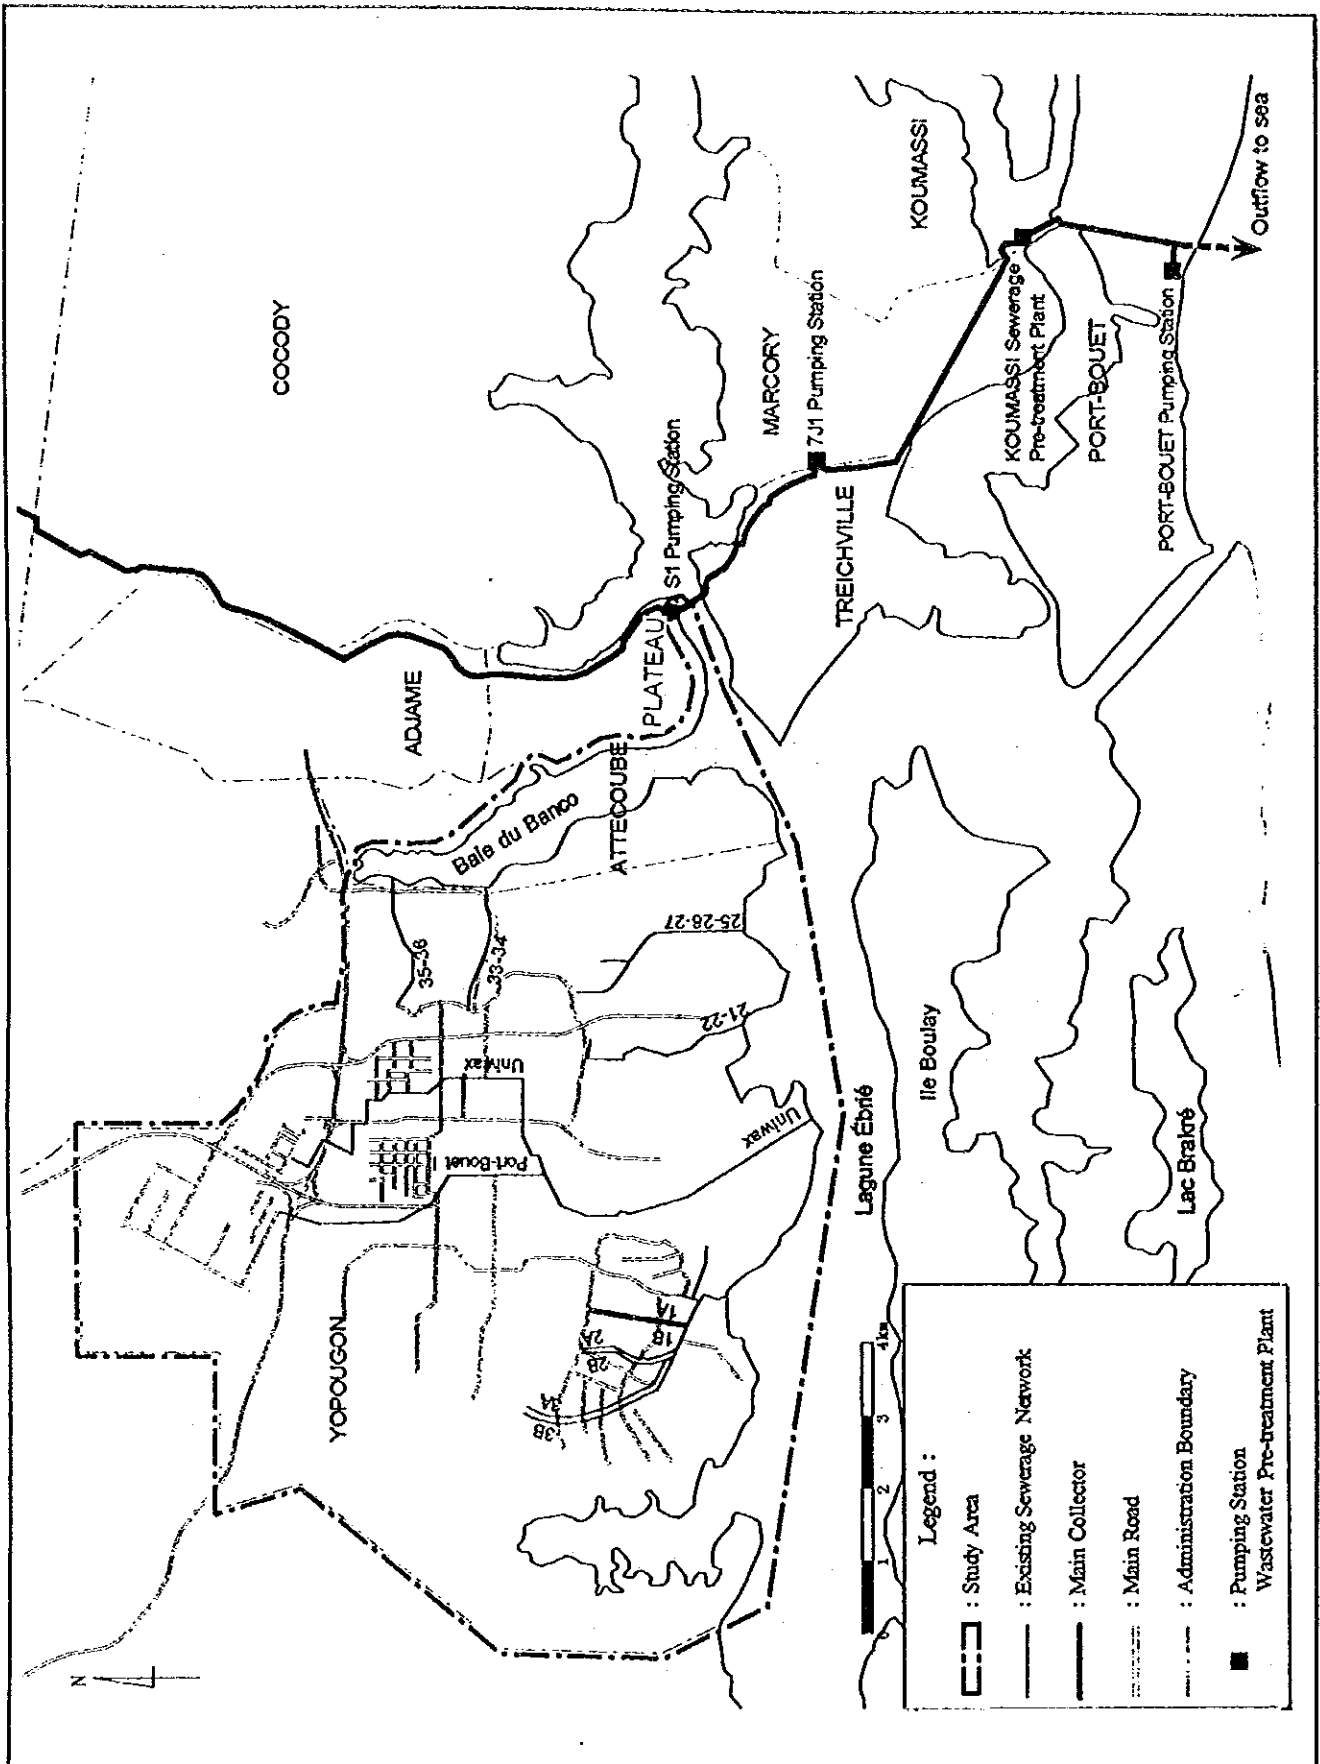 N
COCODY
ADJAME
YOPOUGON
Baie du Banco
ATTECOUBE
PLATEAU
S1 Pumping Station
MARCORY
7J1 Pumping Station
TREICHVILLE
KOUMASSI
KOUMASSI Sewerage
Pre-treatment Plant
PORT-BOUET
PORT-BOUET Pumping Station
Outflow to sea
35-36
33-34
25-26-27
21-22
Uniwax
Port-Bouet
Uniwax
1A
1B
2A
2B
3A
3B
Lagune Ébrié
Ile Boulay
Lac Brakré
0 1 2 3 4km
Legend :
: Study Area
: Existing Sewerage Network
: Main Collector
: Main Road
: Administration Boundary
: Pumping Station
Wastewater Pre-treatment Plant